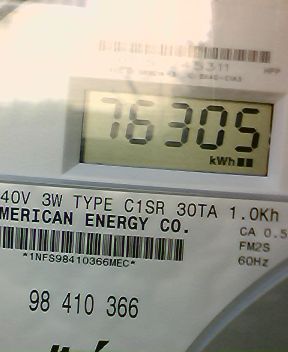 76305
kWh
40V 3W TYPE C1SR 30TA 1.0Kh
MERICAN ENERGY CO.
CA 0.5
FM2S
60Hz
*1NFS98410366MEC*
98 410 366